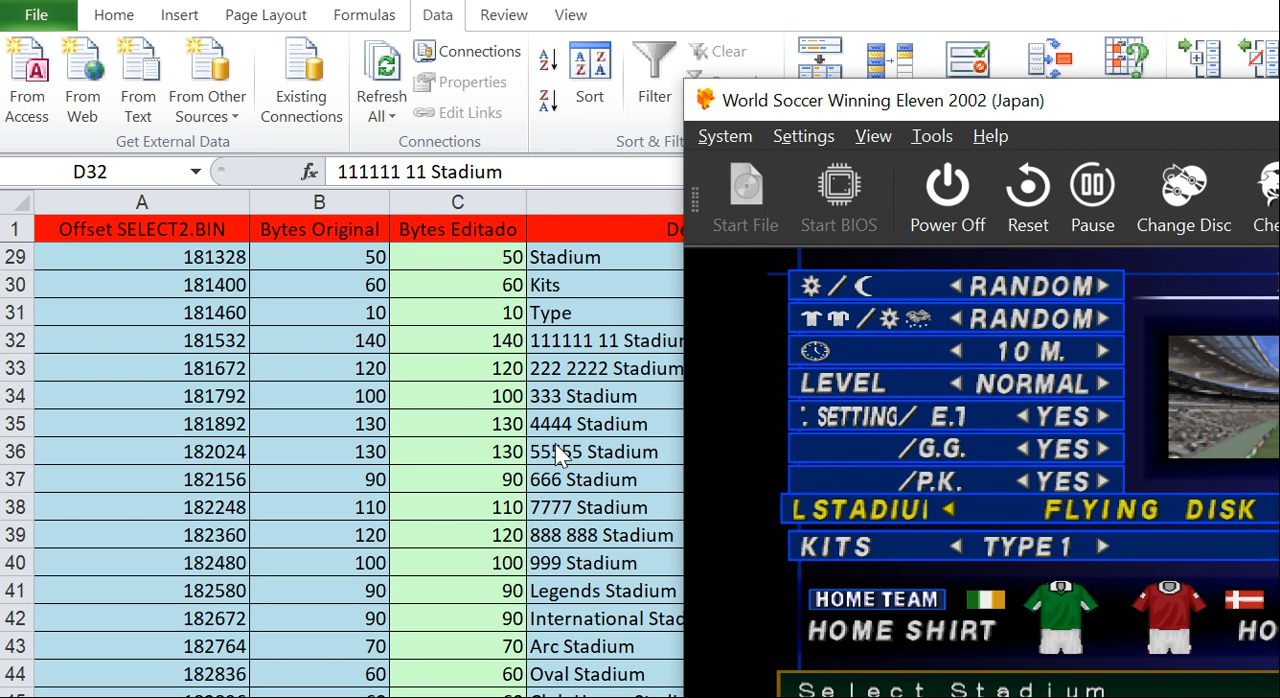 File Home Insert Page Layout Formulas Data Review View
From Access From Web From Text From Other Sources Existing Connections Refresh All Connections Properties Edit Links Sort Filter Clear
Get External Data Connections Sort &
World Soccer Winning Eleven 2002 (Japan)
System Settings View Tools Help
Start File Start BIOS Power Off Reset Pause Change Disc
D32 fx 111111 11 Stadium
A B C
1 Offset SELECT2.BIN Bytes Original Bytes Editado
29 181328 50 50 Stadium
30 181400 60 60 Kits
31 181460 10 10 Type
32 181532 140 140 111111 11
33 181672 120 120 222 2222 Stadium
34 181792 100 100 333 Stadium
35 181892 130 130 4444 Stadium
36 182024 130 130 Stadium
37 182156 90 90 666 Stadium
38 182248 110 110 7777 Stadium
39 182360 120 120 888 888 Stadium
40 182480 100 100 999 Stadium
41 182580 90 90 Legends Stadium
42 182672 90 90 International
43 182764 70 70 Arc Stadium
44 182836 60 60 Oval Stadium
/ RANDOM
/ RANDOM
10 M.
LEVEL NORMAL
: SETTING/ E.T YES
/G.G. YES
/P.K. YES
FLYING DISK
KITS TYPE1
HOME TEAM
HOME SHIRT
Select Stadium